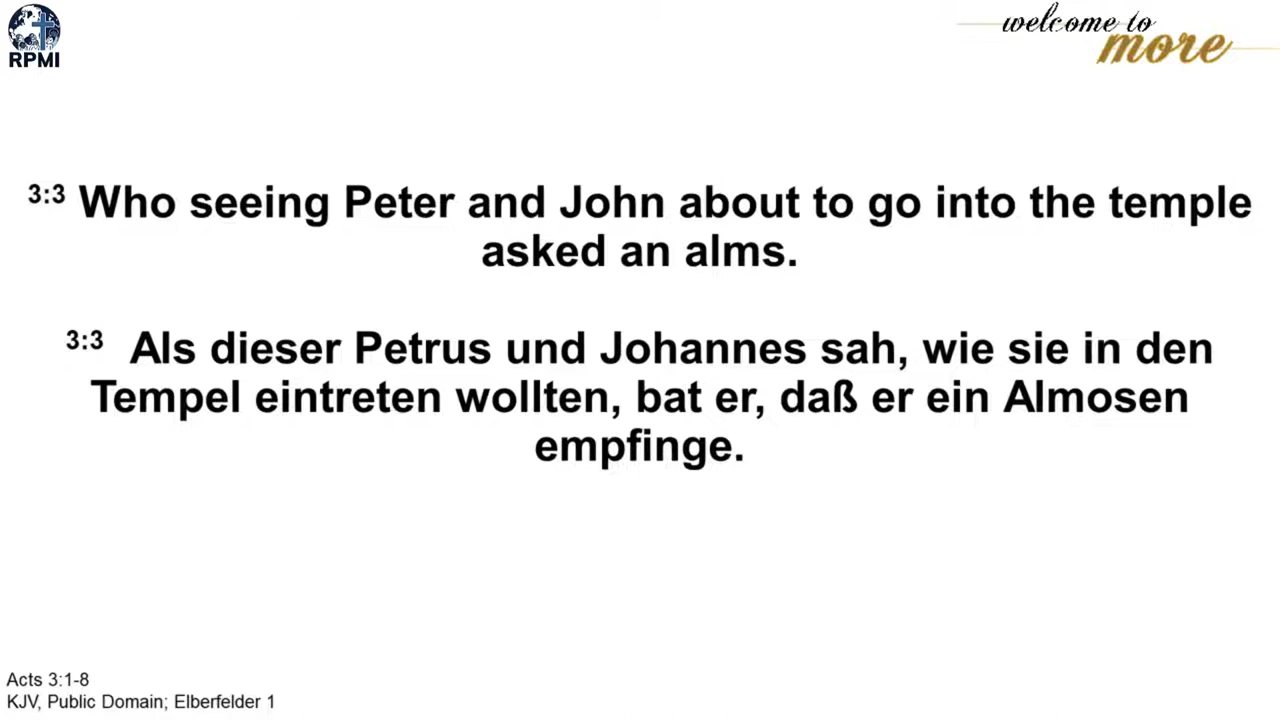 RPMI
welcome to
more
3:3 Who seeing Peter and John about to go into the temple
asked an alms.
3:3 Als dieser Petrus und Johannes sah, wie sie in den
Tempel eintreten wollten, bat er, daß er ein Almosen
empfinge.
Acts 3:1-8
KJV, Public Domain; Elberfelder 1